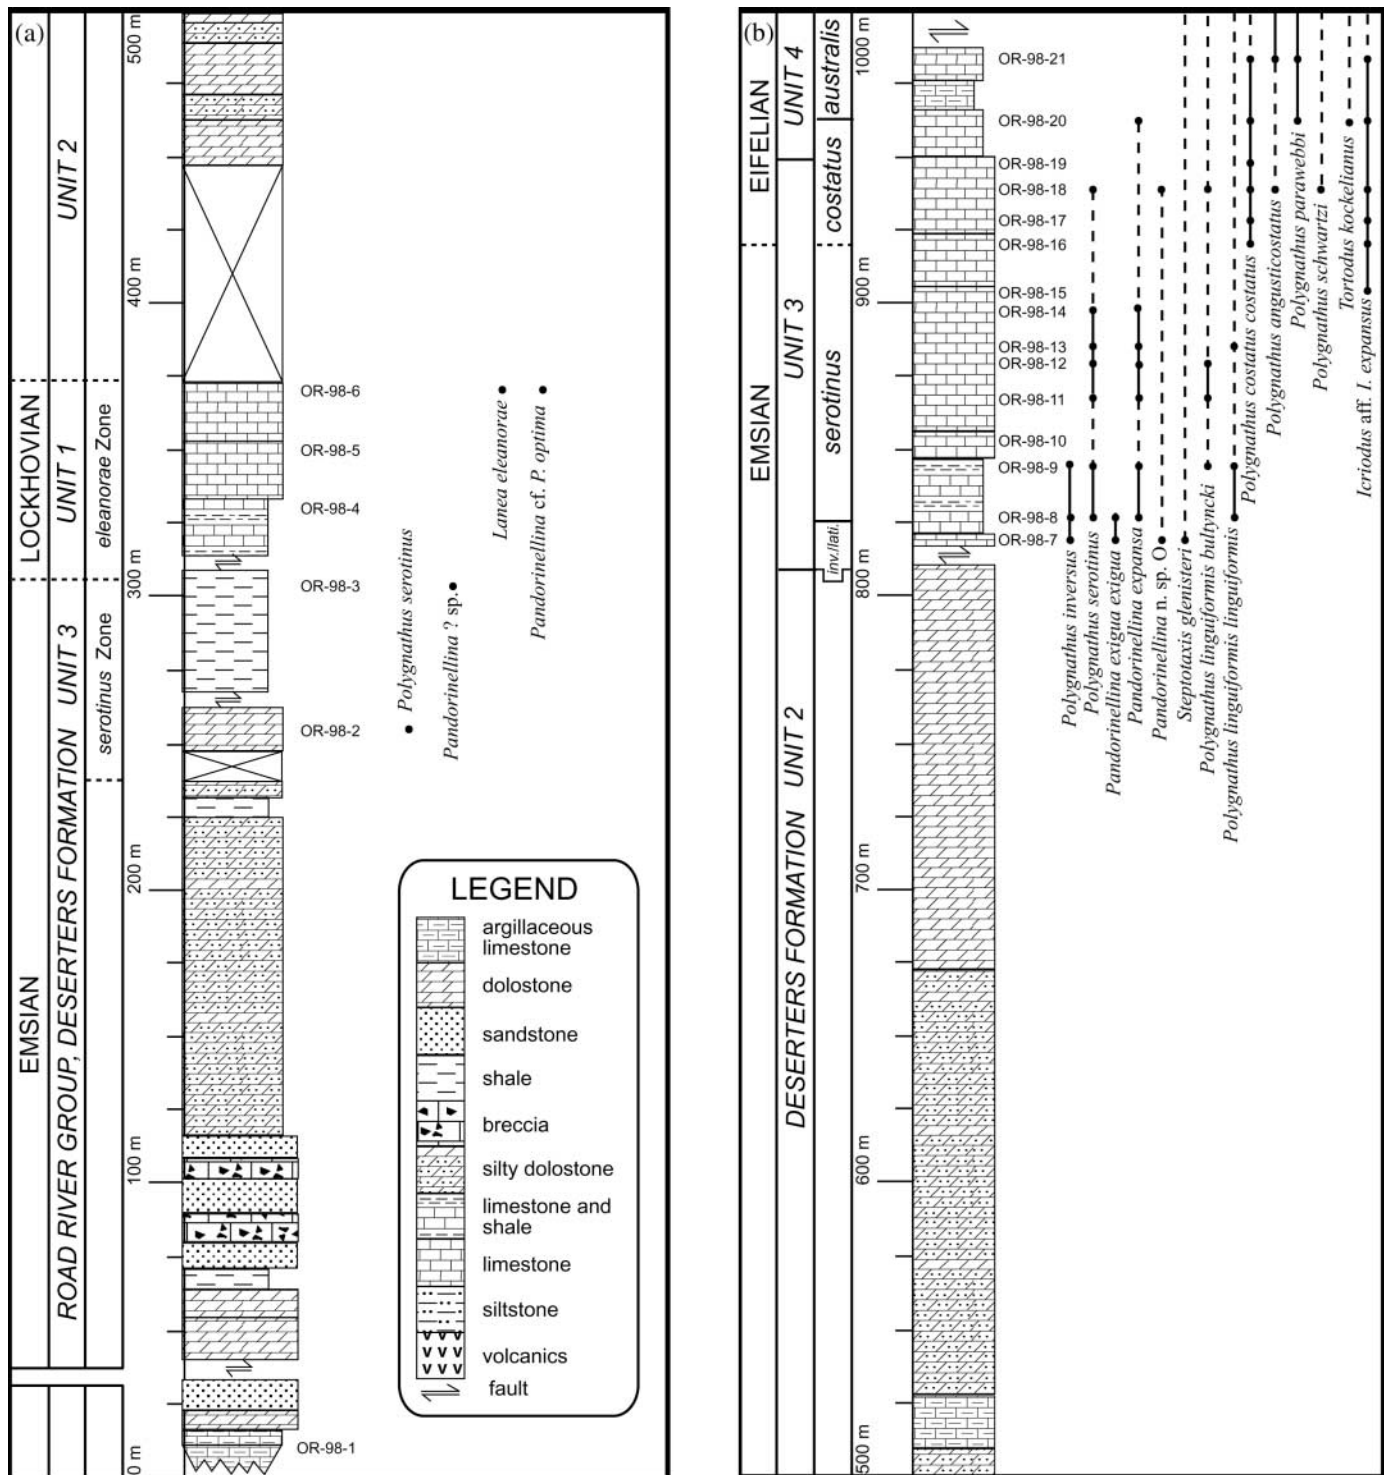 (a)
500 m
400 m
300 m
200 m
100 m
0 m
UNIT 2
LOCKHOVIAN
UNIT 1
eleanorae Zone
EMSIAN
ROAD RIVER GROUP, DESERTERS FORMATION UNIT 3
serotinus Zone
OR-98-6
OR-98-5
OR-98-4
OR-98-3
OR-98-2
OR-98-1
Polygnathus serotinus
Pandorinellina ? sp.
Lanea eleanorae
Pandorinellina cf. P. optima
LEGEND
argillaceous
limestone
dolostone
sandstone
shale
breccia
silty dolostone
limestone and
shale
limestone
siltstone
volcanics
fault
(b)
1000 m
900 m
800 m
700 m
600 m
500 m
EIFELIAN
EMSIAN
UNIT 4
UNIT 3
DESERTERS FORMATION UNIT 2
australis
costatus
serotinus
inv./lati.
OR-98-21
OR-98-20
OR-98-19
OR-98-18
OR-98-17
OR-98-16
OR-98-15
OR-98-14
OR-98-13
OR-98-12
OR-98-11
OR-98-10
OR-98-9
OR-98-8
OR-98-7
Polygnathus inversus
Polygnathus serotinus
Pandorinellina exigua exigua
Pandorinellina expansa
Pandorinellina n. sp. O
Steptotaxis glenisteri
Polygnathus linguiformis bultyncki
Polygnathus linguiformis linguiformis
Polygnathus costatus costatus
Polygnathus angusticostatus
Polygnathus parawebbi
Polygnathus schwartzi
Tortodus kockelianus
Icriodus aff. I. expansus